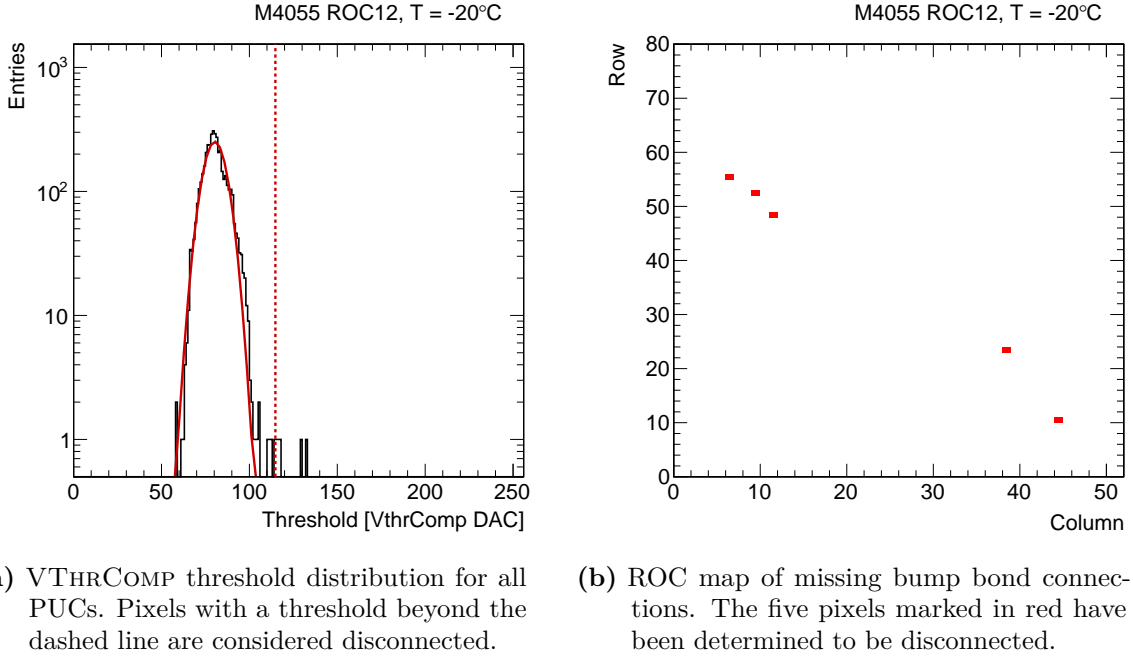 M4055 ROC12, T = -20°C
Entries
10³
10²
10
1
0 50 100 150 200 250
Threshold [VthrComp DAC]
M4055 ROC12, T = -20°C
Row
80
70
60
50
40
30
20
10
0
0 10 20 30 40 50
Column
) VTHRCOMP threshold distribution for all
PUCs. Pixels with a threshold beyond the
dashed line are considered disconnected.
(b) ROC map of missing bump bond connec-
tions. The five pixels marked in red have
been determined to be disconnected.